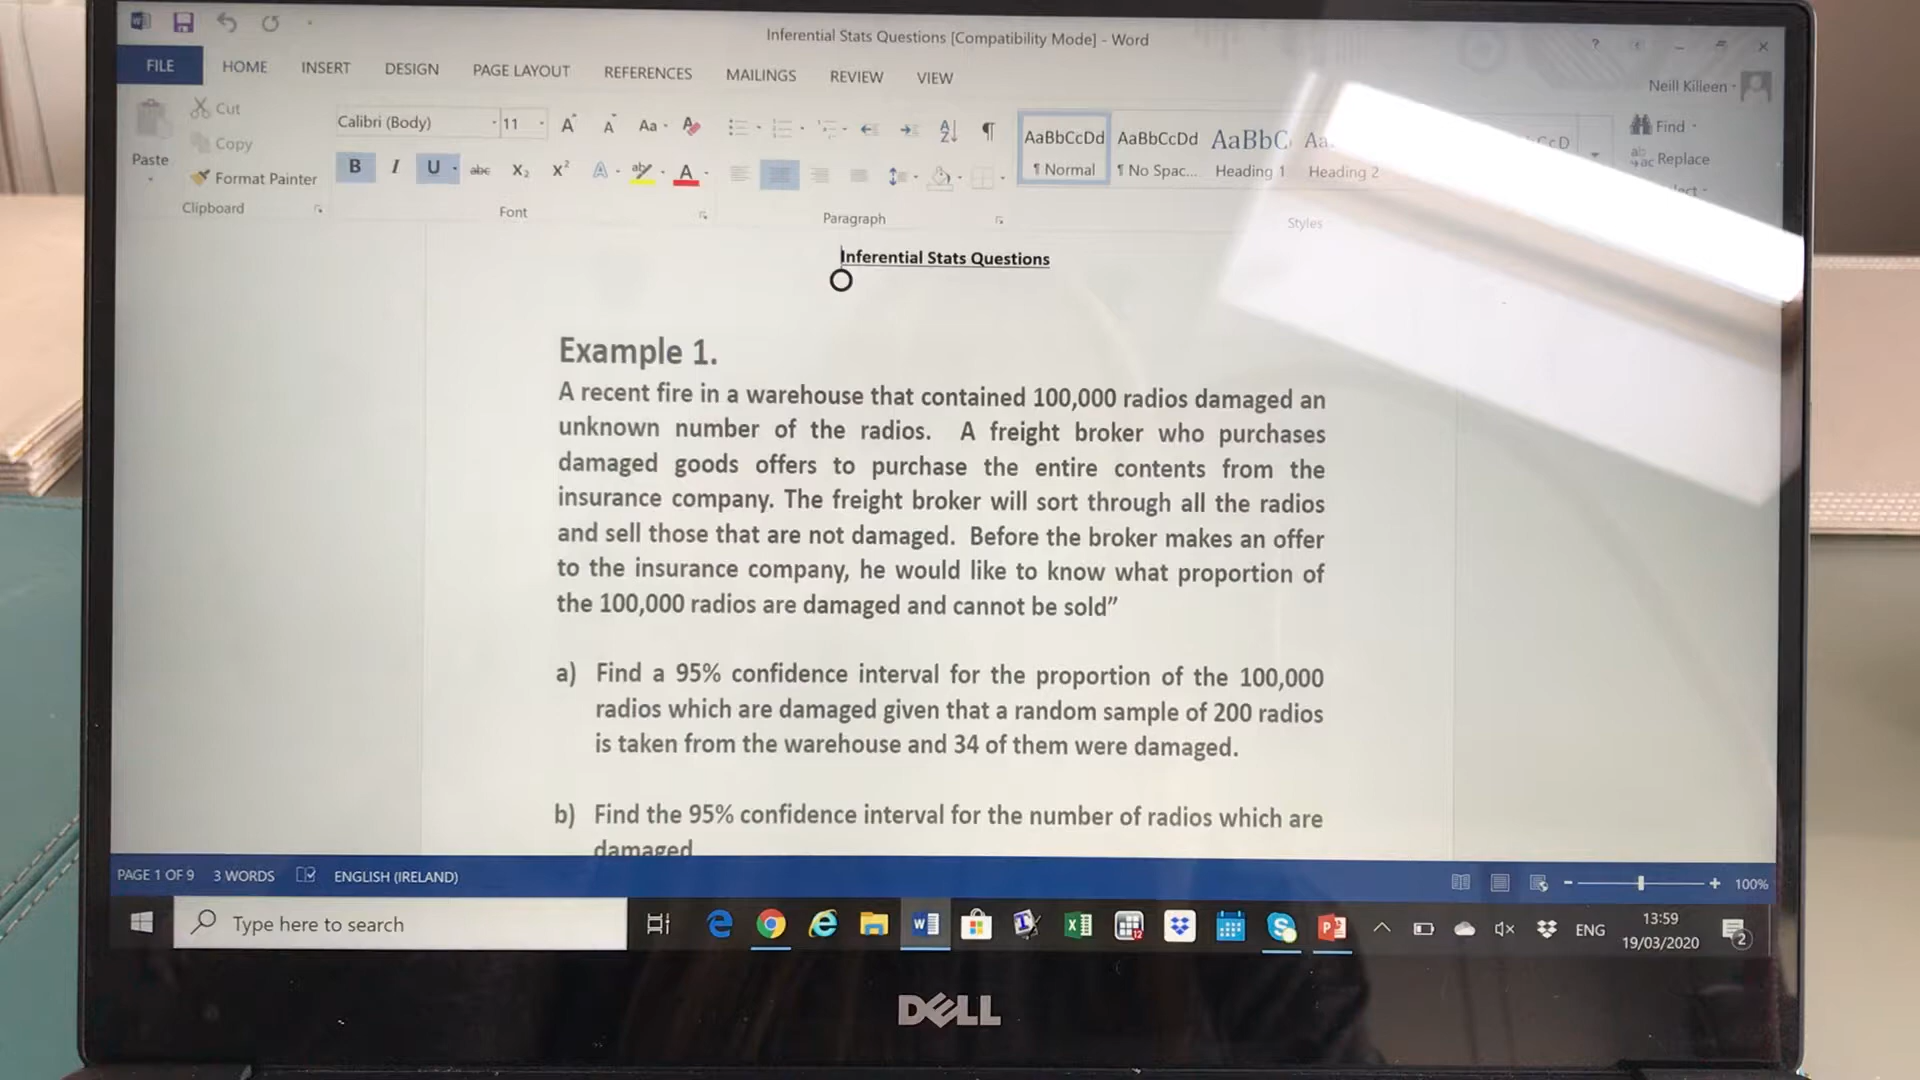 Inferential Stats Questions [Compatibility Mode] - Word
FILE HOME INSERT DESIGN PAGE LAYOUT REFERENCES MAILINGS REVIEW VIEW
Neill Killeen
Cut
Copy
Format Painter
Paste
Clipboard
Calibri (Body) 11
Font
Paragraph
AaBbCcDd AaBbCcDd AaBbC Aa
¶ Normal ¶ No Spac... Heading 1 Heading 2
Styles
Find
Replace
Inferential Stats Questions
Example 1.
A recent fire in a warehouse that contained 100,000 radios damaged an
unknown number of the radios. A freight broker who purchases
damaged goods offers to purchase the entire contents from the
insurance company. The freight broker will sort through all the radios
and sell those that are not damaged. Before the broker makes an offer
to the insurance company, he would like to know what proportion of
the 100,000 radios are damaged and cannot be sold”
a) Find a 95% confidence interval for the proportion of the 100,000
radios which are damaged given that a random sample of 200 radios
is taken from the warehouse and 34 of them were damaged.
b) Find the 95% confidence interval for the number of radios which are
damaged
PAGE 1 OF 9 3 WORDS ENGLISH (IRELAND) 100%
Type here to search
ENG
13:59
19/03/2020
2
DELL